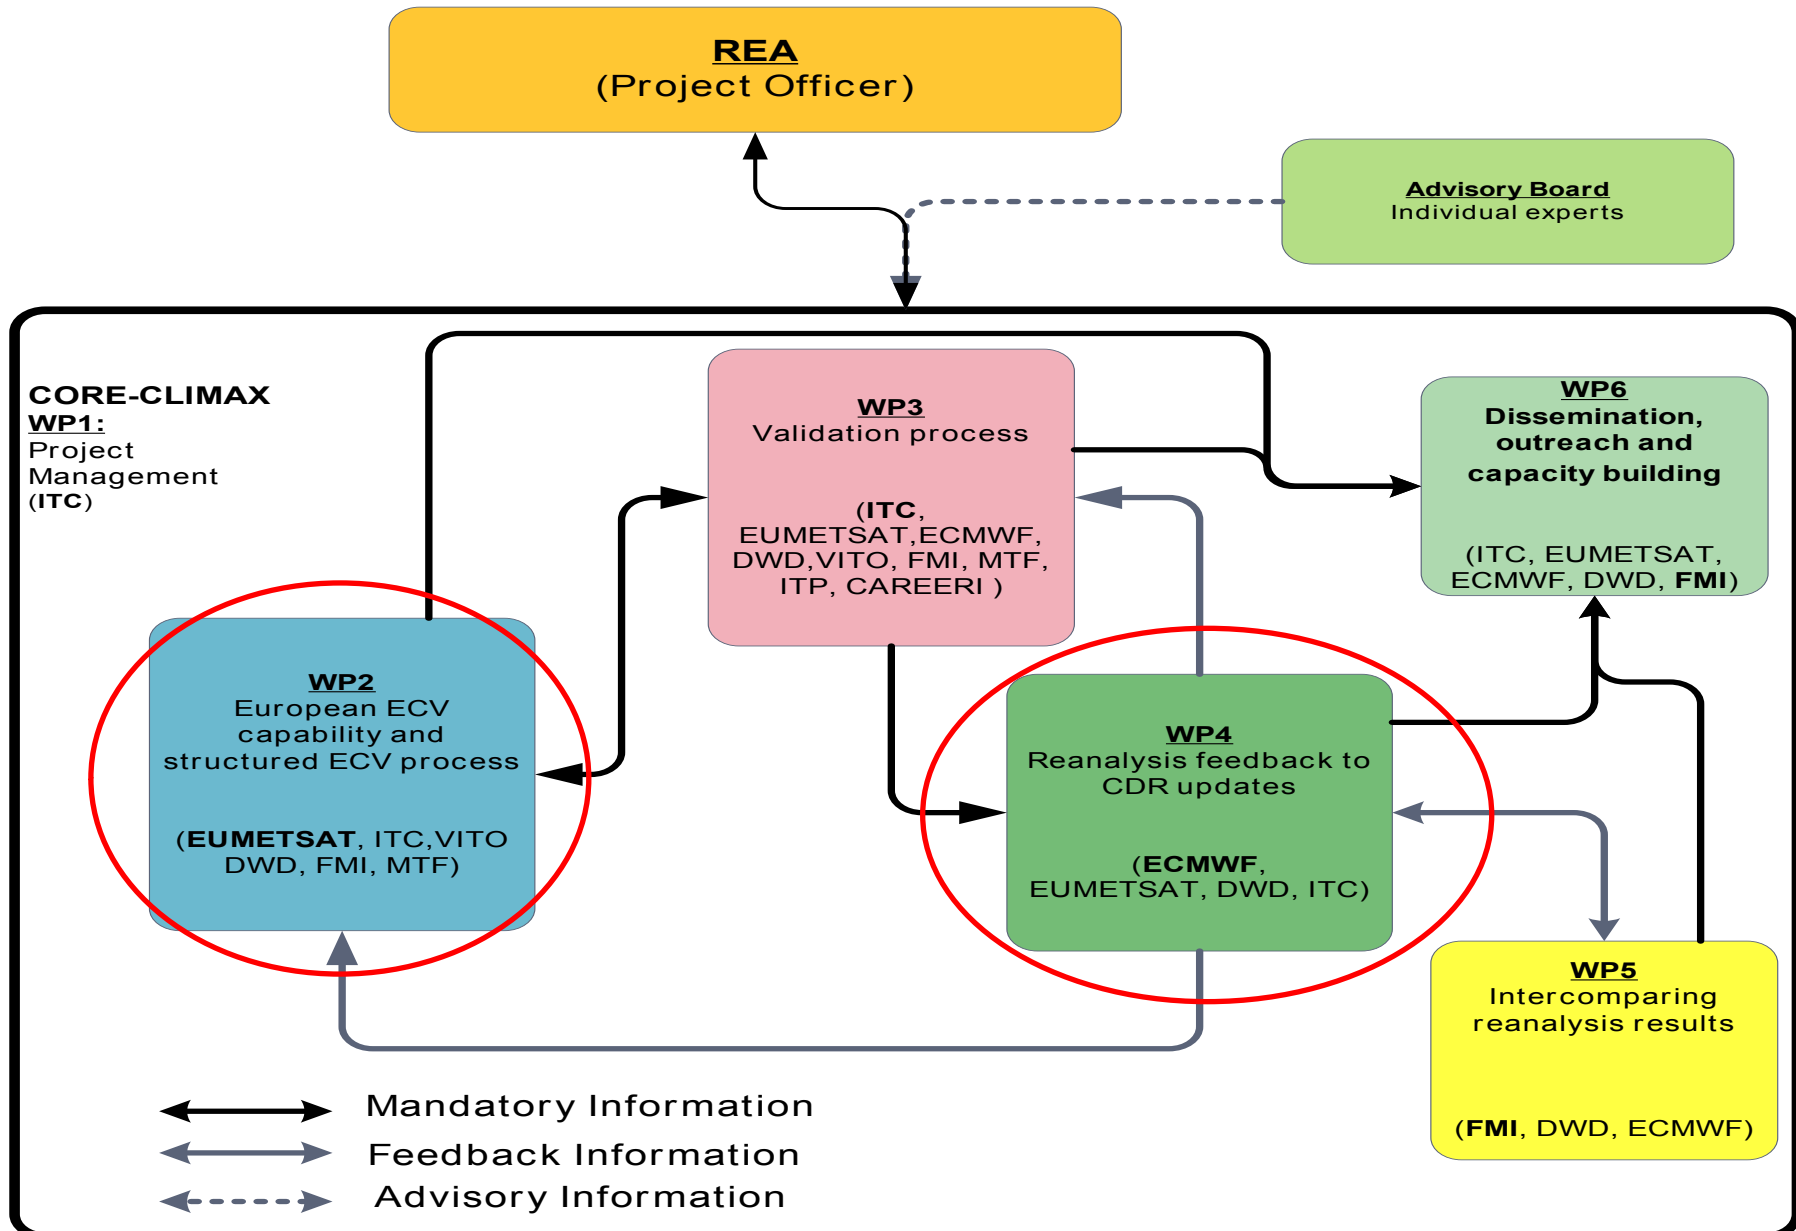 REA
(Project Officer)
Advisory Board
Individual experts
CORE-CLIMAX
WP1:
Project
Management
(ITC)
WP3
Validation process
(ITC,
EUMETSAT,ECMWF,
DWD,VITO, FMI, MTF,
ITP, CAREERI )
WP6
Dissemination,
outreach and
capacity building
(ITC, EUMETSAT,
ECMWF, DWD, FMI)
WP2
European ECV
capability and
structured ECV process
(EUMETSAT, ITC,VITO
DWD, FMI, MTF)
WP4
Reanalysis feedback to
CDR updates
(ECMWF,
EUMETSAT, DWD, ITC)
WP5
Intercomparing
reanalysis results
(FMI, DWD, ECMWF)
Mandatory Information
Feedback Information
Advisory Information